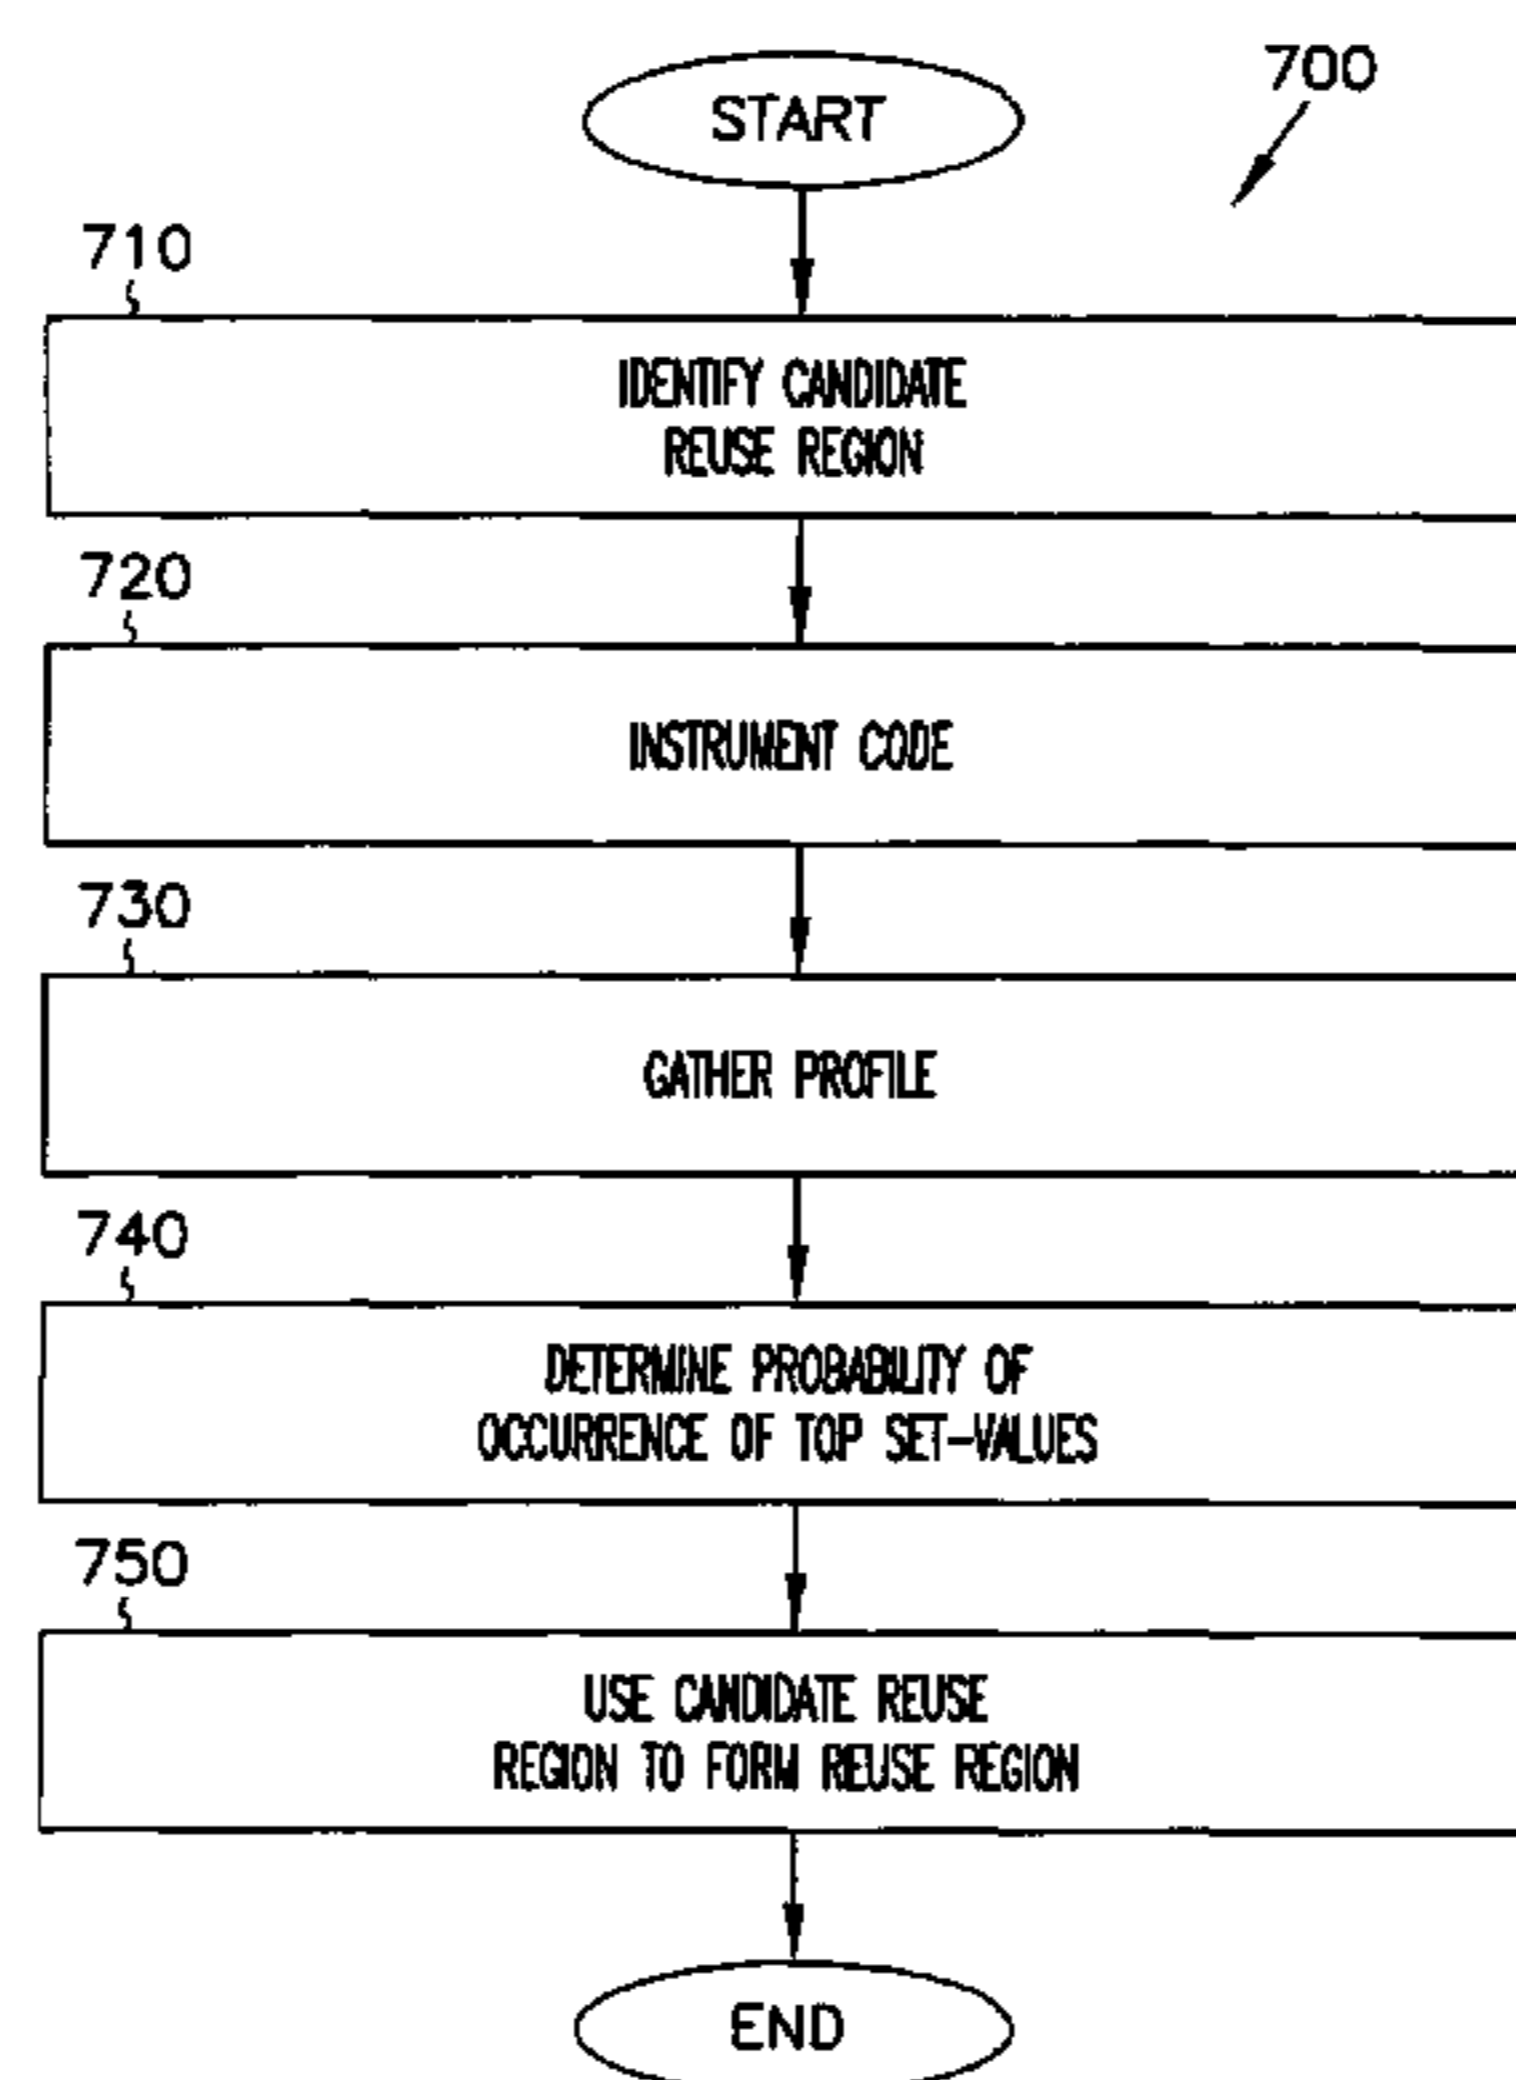 START
700
710
IDENTIFY CANDIDATE
REUSE REGION
720
INSTRUMENT CODE
730
GATHER PROFILE
740
DETERMINE PROBABILITY OF
OCCURRENCE OF TOP SET-VALUES
750
USE CANDIDATE REUSE
REGION TO FORM REUSE REGION
END